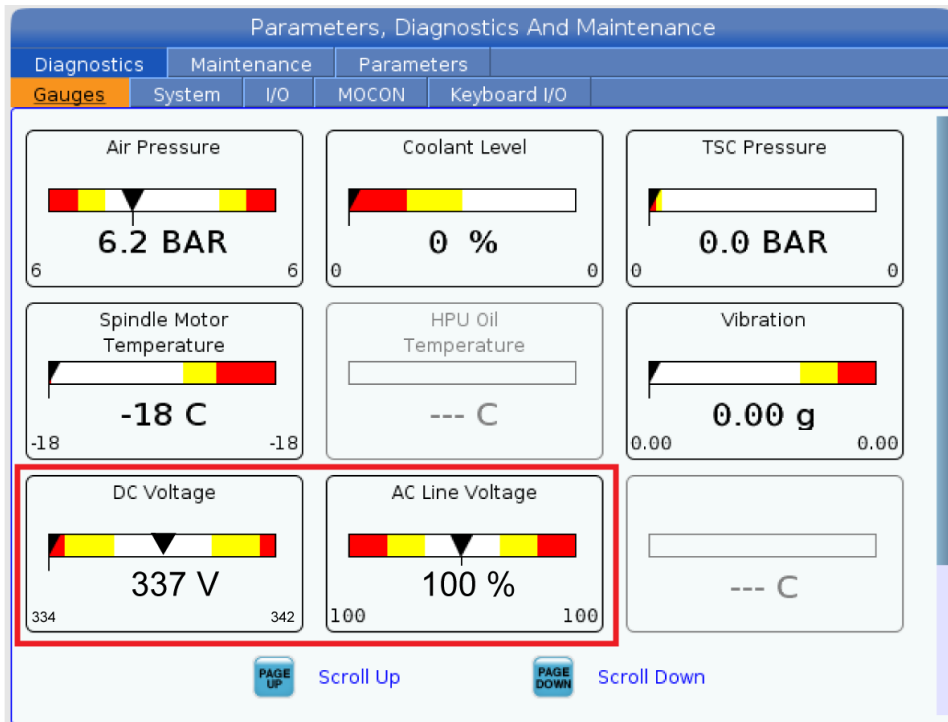 Parameters, Diagnostics And Maintenance
Diagnostics Maintenance Parameters
Gauges System I/O MOCON Keyboard I/O
Air Pressure
6.2 BAR
6 6
Coolant Level
0 %
0 0
TSC Pressure
0.0 BAR
0 0
Spindle Motor
Temperature
-18 C
-18 -18
HPU Oil
Temperature
--- C
Vibration
0.00 g
0.00 0.00
DC Voltage
337 V
334 342
AC Line Voltage
100 %
100 100
--- C
PAGE
UP
Scroll Up
PAGE
DOWN
Scroll Down